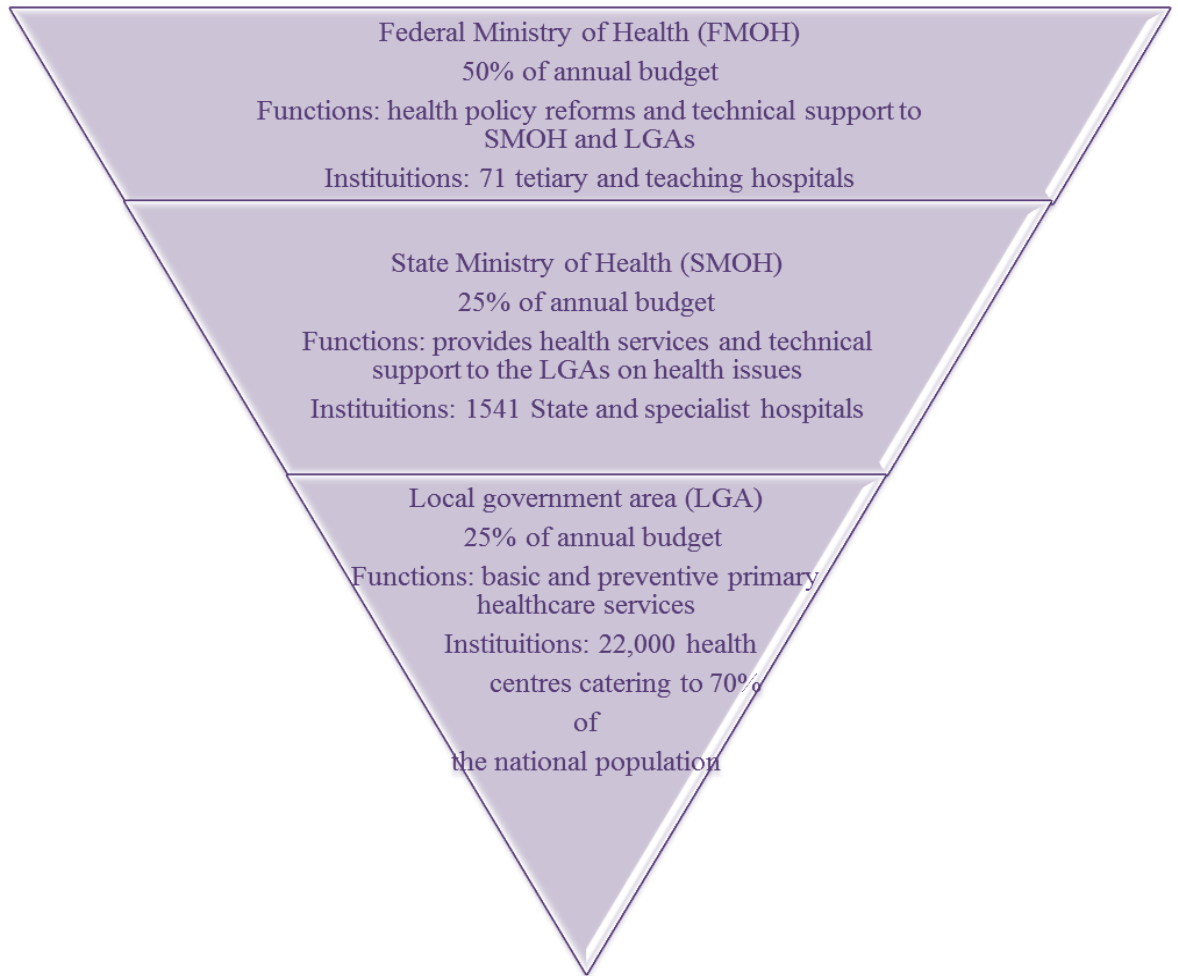 Federal Ministry of Health (FMOH)
50% of annual budget
Functions: health policy reforms and technical support to
SMOH and LGAs
Instituitions: 71 tetiary and teaching hospitals
State Ministry of Health (SMOH)
25% of annual budget
Functions: provides health services and technical
support to the LGAs on health issues
Instituitions: 1541 State and specialist hospitals
Local government area (LGA)
25% of annual budget
Functions: basic and preventive primary
healthcare services
Instituitions: 22,000 health
centres catering to 70%
of
the national population